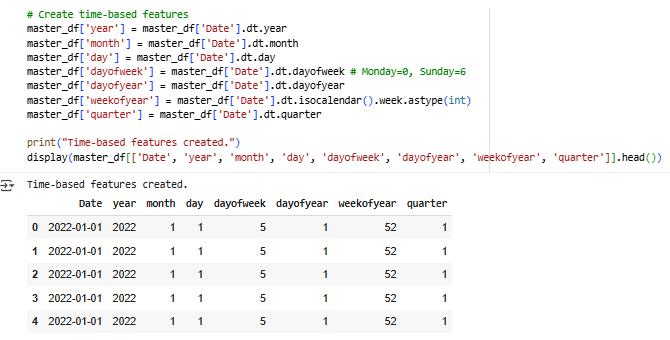 # Create time-based features
master_df['year'] = master_df['Date'].dt.year
master_df['month'] = master_df['Date'].dt.month
master_df['day'] = master_df['Date'].dt.day
master_df['dayofweek'] = master_df['Date'].dt.dayofweek # Monday=0, Sunday=6
master_df['dayofyear'] = master_df['Date'].dt.dayofyear
master_df['weekofyear'] = master_df['Date'].dt.isocalendar().week.astype(int)
master_df['quarter'] = master_df['Date'].dt.quarter
print("Time-based features created.")
display(master_df[['Date', 'year', 'month', 'day', 'dayofweek', 'dayofyear', 'weekofyear', 'quarter']].head())
Time-based features created.
Date year month day dayofweek dayofyear weekofyear quarter
0 2022-01-01 2022 1 1 5 1 52 1
1 2022-01-01 2022 1 1 5 1 52 1
2 2022-01-01 2022 1 1 5 1 52 1
3 2022-01-01 2022 1 1 5 1 52 1
4 2022-01-01 2022 1 1 5 1 52 1